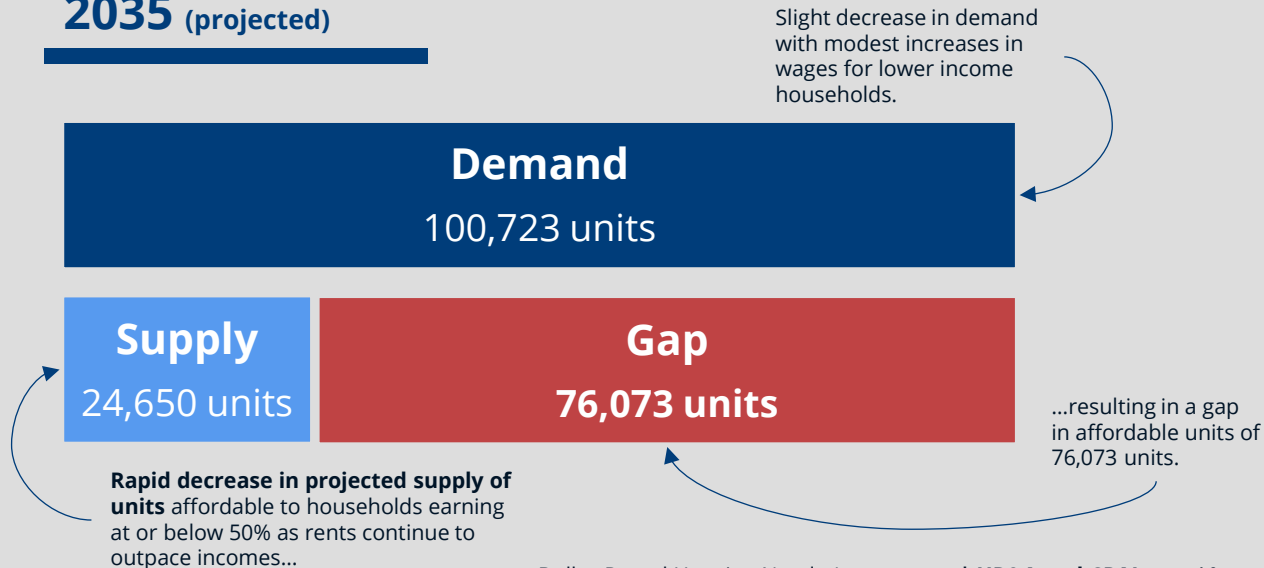 2035 (projected)
Slight decrease in demand
with modest increases in
wages for lower income
households.
Demand
100,723 units
Supply
24,650 units
Gap
76,073 units
...resulting in a gap
in affordable units of
76,073 units.
Rapid decrease in projected supply of
units affordable to households earning
at or below 50% as rents continue to
outpace incomes...